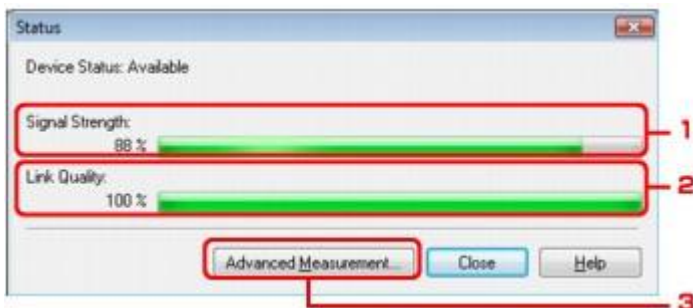 Status
Device Status: Available
Signal Strength:
88 %
1
Link Quality:
100 %
2
Advanced Measurement... Close Help
3